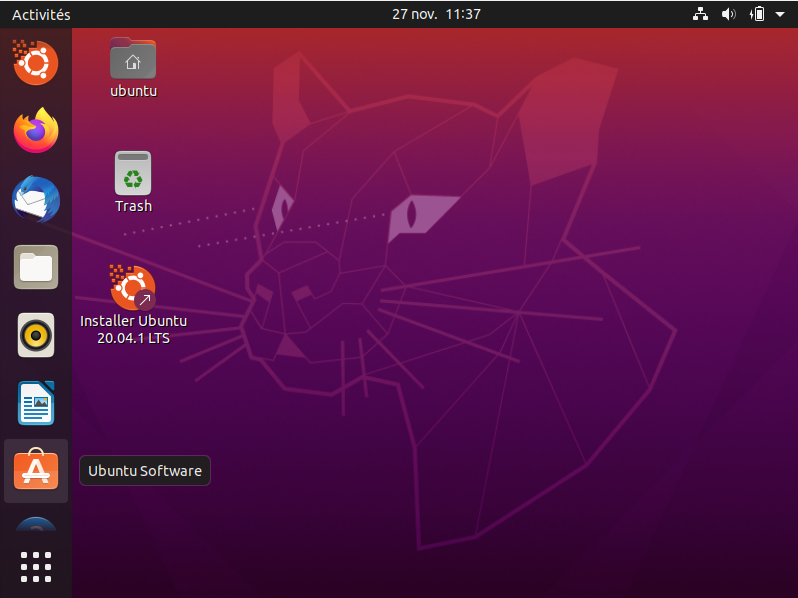 Activités
27 nov. 11:37
ubuntu
Trash
Installer Ubuntu
20.04.1 LTS
Ubuntu Software